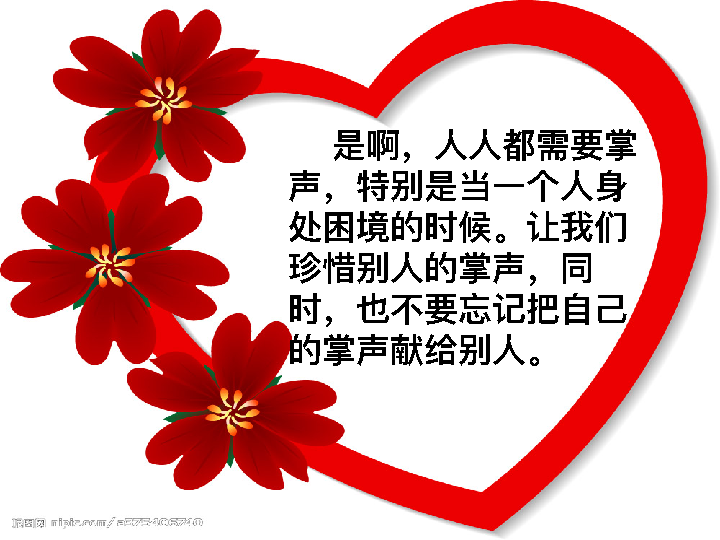 是啊，人人都需要掌
声，特别是当一个人身
处困境的时候。让我们
珍惜别人的掌声，同
时，也不要忘记把自己
的掌声献给别人。